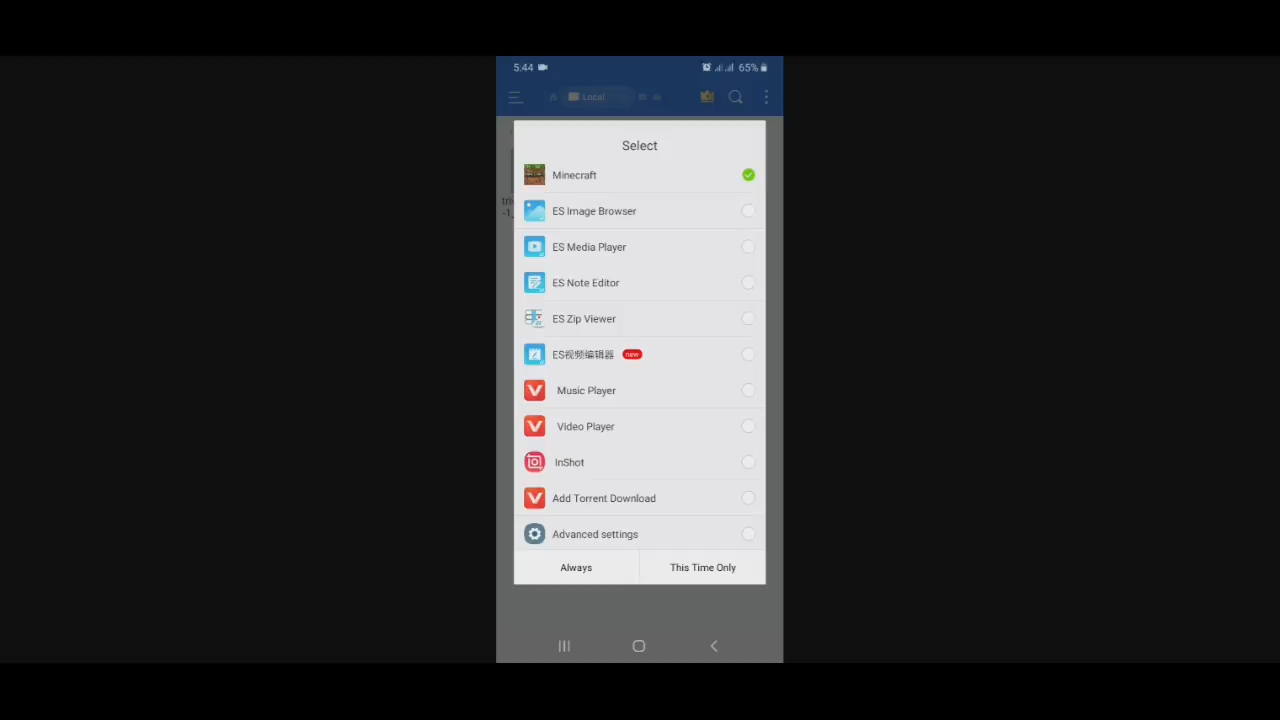 5:44 65%
Local
Select
Minecraft
ES Image Browser
ES Media Player
ES Note Editor
ES Zip Viewer
ES视频编辑器 new
Music Player
Video Player
InShot
Add Torrent Download
Advanced settings
Always This Time Only